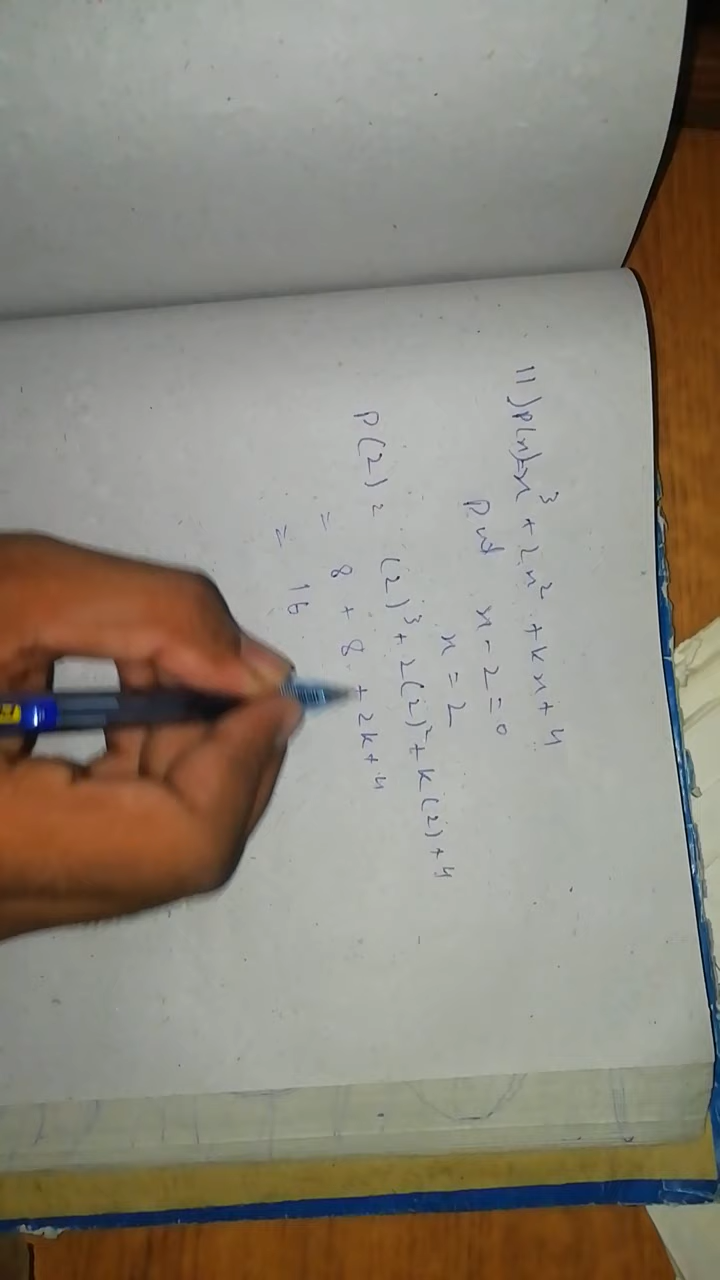 11) P(x)=x³ + 2x² + kx + 4
Put x - 2 = 0
x = 2
P(2) = (2)³ + 2(2)² + k(2) + 4
= 8 + 8 + 2k + 4
= 16